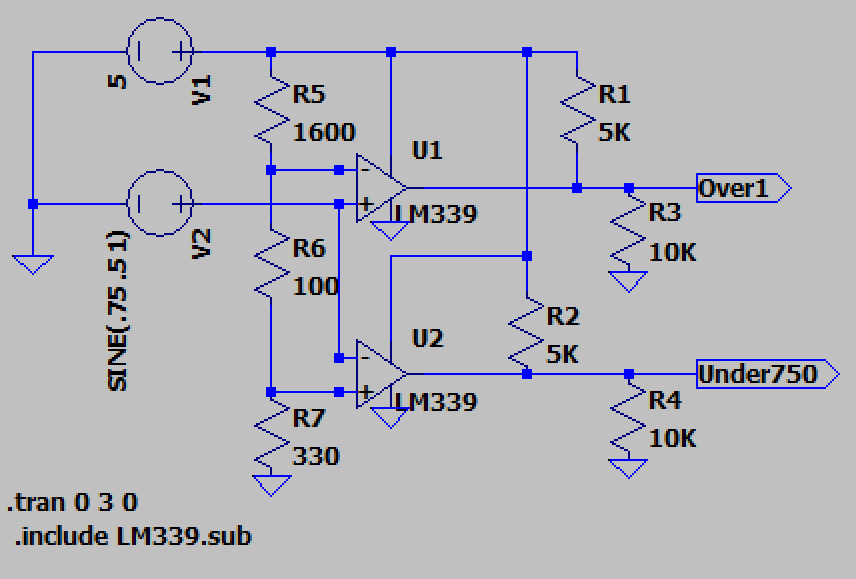 5
V1
R5
1600
R1
5K
U1
-
+
LM339
Over1
R3
10K
SINE(.75 .5 1)
V2
R6
100
R2
5K
U2
-
+
LM339
Under750
R4
10K
R7
330
.tran 0 3 0
.include LM339.sub